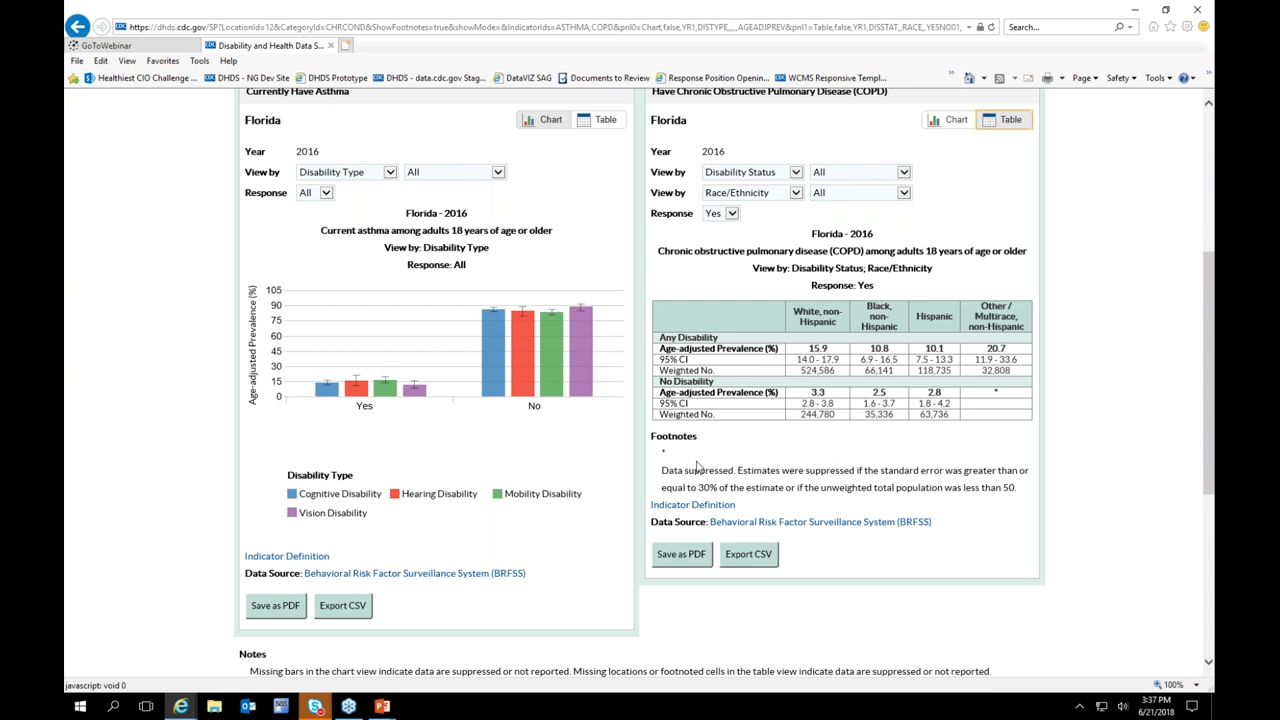 https://dhds.cdc.gov/SP?LocationId=12&CategoryId=CHRCOND&ShowFootnotes=true&showMode=&IndicatorIds=ASTHMA,COPD&pnl0=Chart,false,YR1,DISTYPE,,,,,AGEADJPREV&pnl1=Table,false,YR1,DISSTAT,RACE,,YESNO01,
Search...
GoToWebinar
Disability and Health Data S...
File Edit View Favorites Tools Help
Healthiest CIO Challenge ... DHDS - NG Dev Site DHDS Prototype DHDS - data.cdc.gov Stag... DataVIZ SAG Documents to Review Response Position Openin... WCMS Responsive Templ... Page Safety Tools
Currently Have Asthma
Florida
Chart Table
Year 2016
View by Disability Type All
Response All
Florida - 2016
Current asthma among adults 18 years of age or older
View by: Disability Type
Response: All
Age-adjusted Prevalence (%)
105
90
75
60
45
30
15
0
Yes No
Disability Type
Cognitive Disability Hearing Disability Mobility Disability
Vision Disability
Indicator Definition
Data Source: Behavioral Risk Factor Surveillance System (BRFSS)
Save as PDF Export CSV
Have Chronic Obstructive Pulmonary Disease (COPD)
Florida
Chart Table
Year 2016
View by Disability Status All
View by Race/Ethnicity All
Response Yes
Florida - 2016
Chronic obstructive pulmonary disease (COPD) among adults 18 years of age or older
View by: Disability Status; Race/Ethnicity
Response: Yes
White, non-Hispanic Black, non-Hispanic Hispanic Other / Multirace, non-Hispanic
Any Disability
Age-adjusted Prevalence (%) 15.9 10.8 10.1 20.7
95% CI 14.0 - 17.9 6.9 - 16.5 7.5 - 13.3 11.9 - 33.6
Weighted No. 524,586 66,141 118,735 32,808
No Disability
Age-adjusted Prevalence (%) 3.3 2.5 2.8 *
95% CI 2.8 - 3.8 1.6 - 3.7 1.8 - 4.2
Weighted No. 244,780 35,336 63,736
Footnotes
*
Data suppressed. Estimates were suppressed if the standard error was greater than or
equal to 30% of the estimate or if the unweighted total population was less than 50.
Indicator Definition
Data Source: Behavioral Risk Factor Surveillance System (BRFSS)
Save as PDF Export CSV
Notes
Missing bars in the chart view indicate data are suppressed or not reported. Missing locations or footnoted cells in the table view indicate data are suppressed or not reported.
javascript: void 0
100%
3:37 PM
6/21/2018